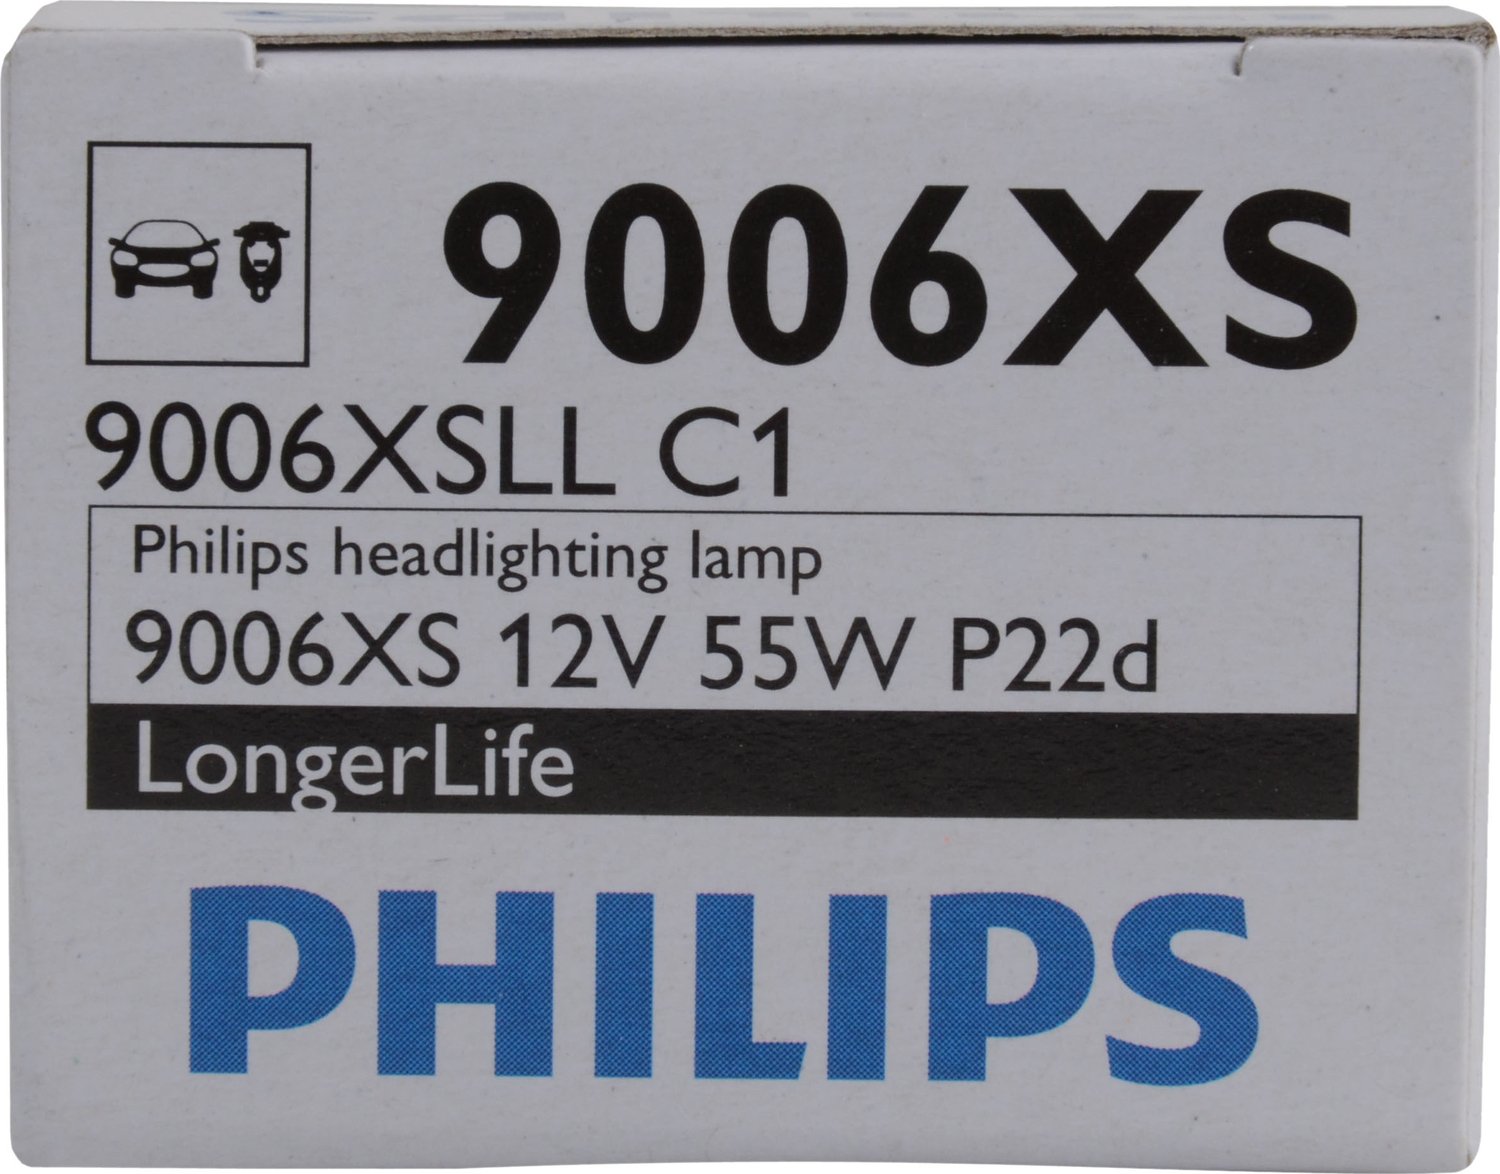 9006XS
9006XSLL C1
Philips headlighting lamp
9006XS 12V 55W P22d
LongerLife
PHILIPS